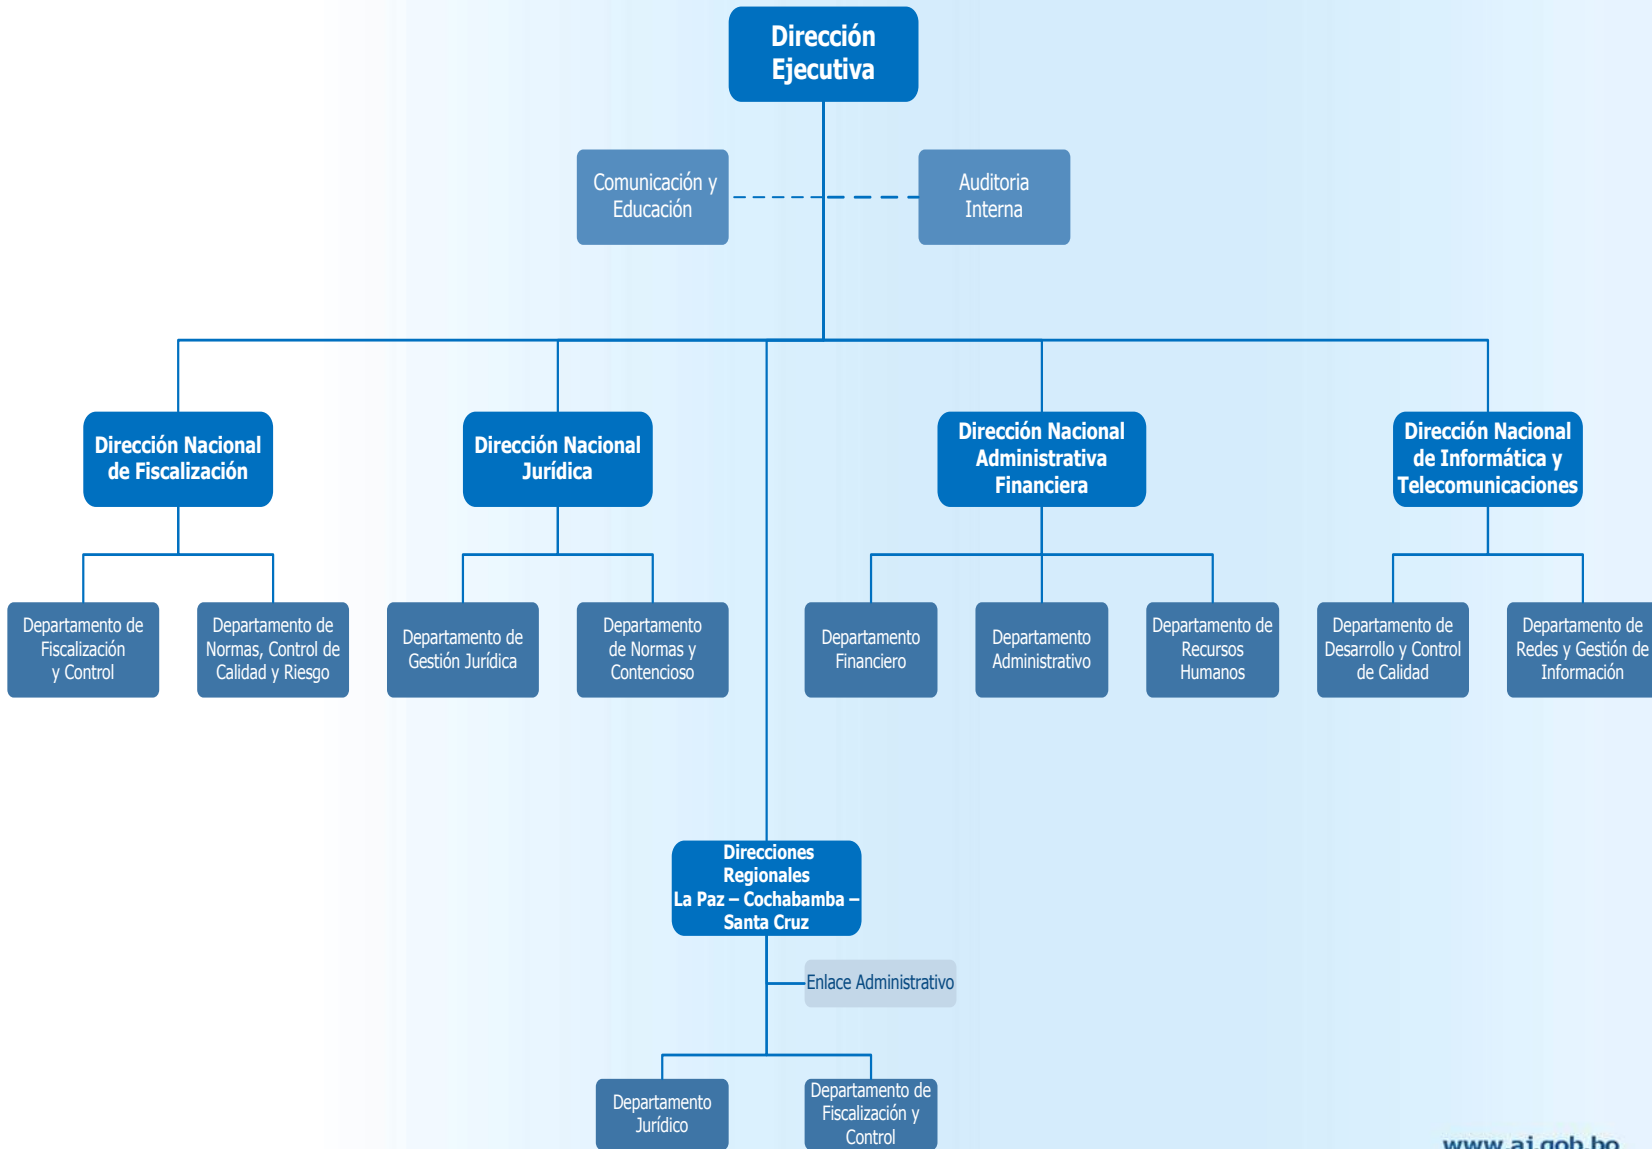 Dirección
Ejecutiva
Comunicación y
Educación
Auditoria
Interna
Dirección Nacional
de Fiscalización
Dirección Nacional
Jurídica
Dirección Nacional
Administrativa
Financiera
Dirección Nacional
de Informática y
Telecomunicaciones
Departamento de
Fiscalización
y Control
Departamento de
Normas, Control de
Calidad y Riesgo
Departamento de
Gestión Jurídica
Departamento
de Normas y
Contencioso
Departamento
Financiero
Departamento
Administrativo
Departamento de
Recursos
Humanos
Departamento de
Desarrollo y Control
de Calidad
Departamento de
Redes y Gestión de
Información
Direcciones
Regionales
La Paz – Cochabamba –
Santa Cruz
Enlace Administrativo
Departamento
Jurídico
Departamento de
Fiscalización y
Control
www.aj.gob.bo